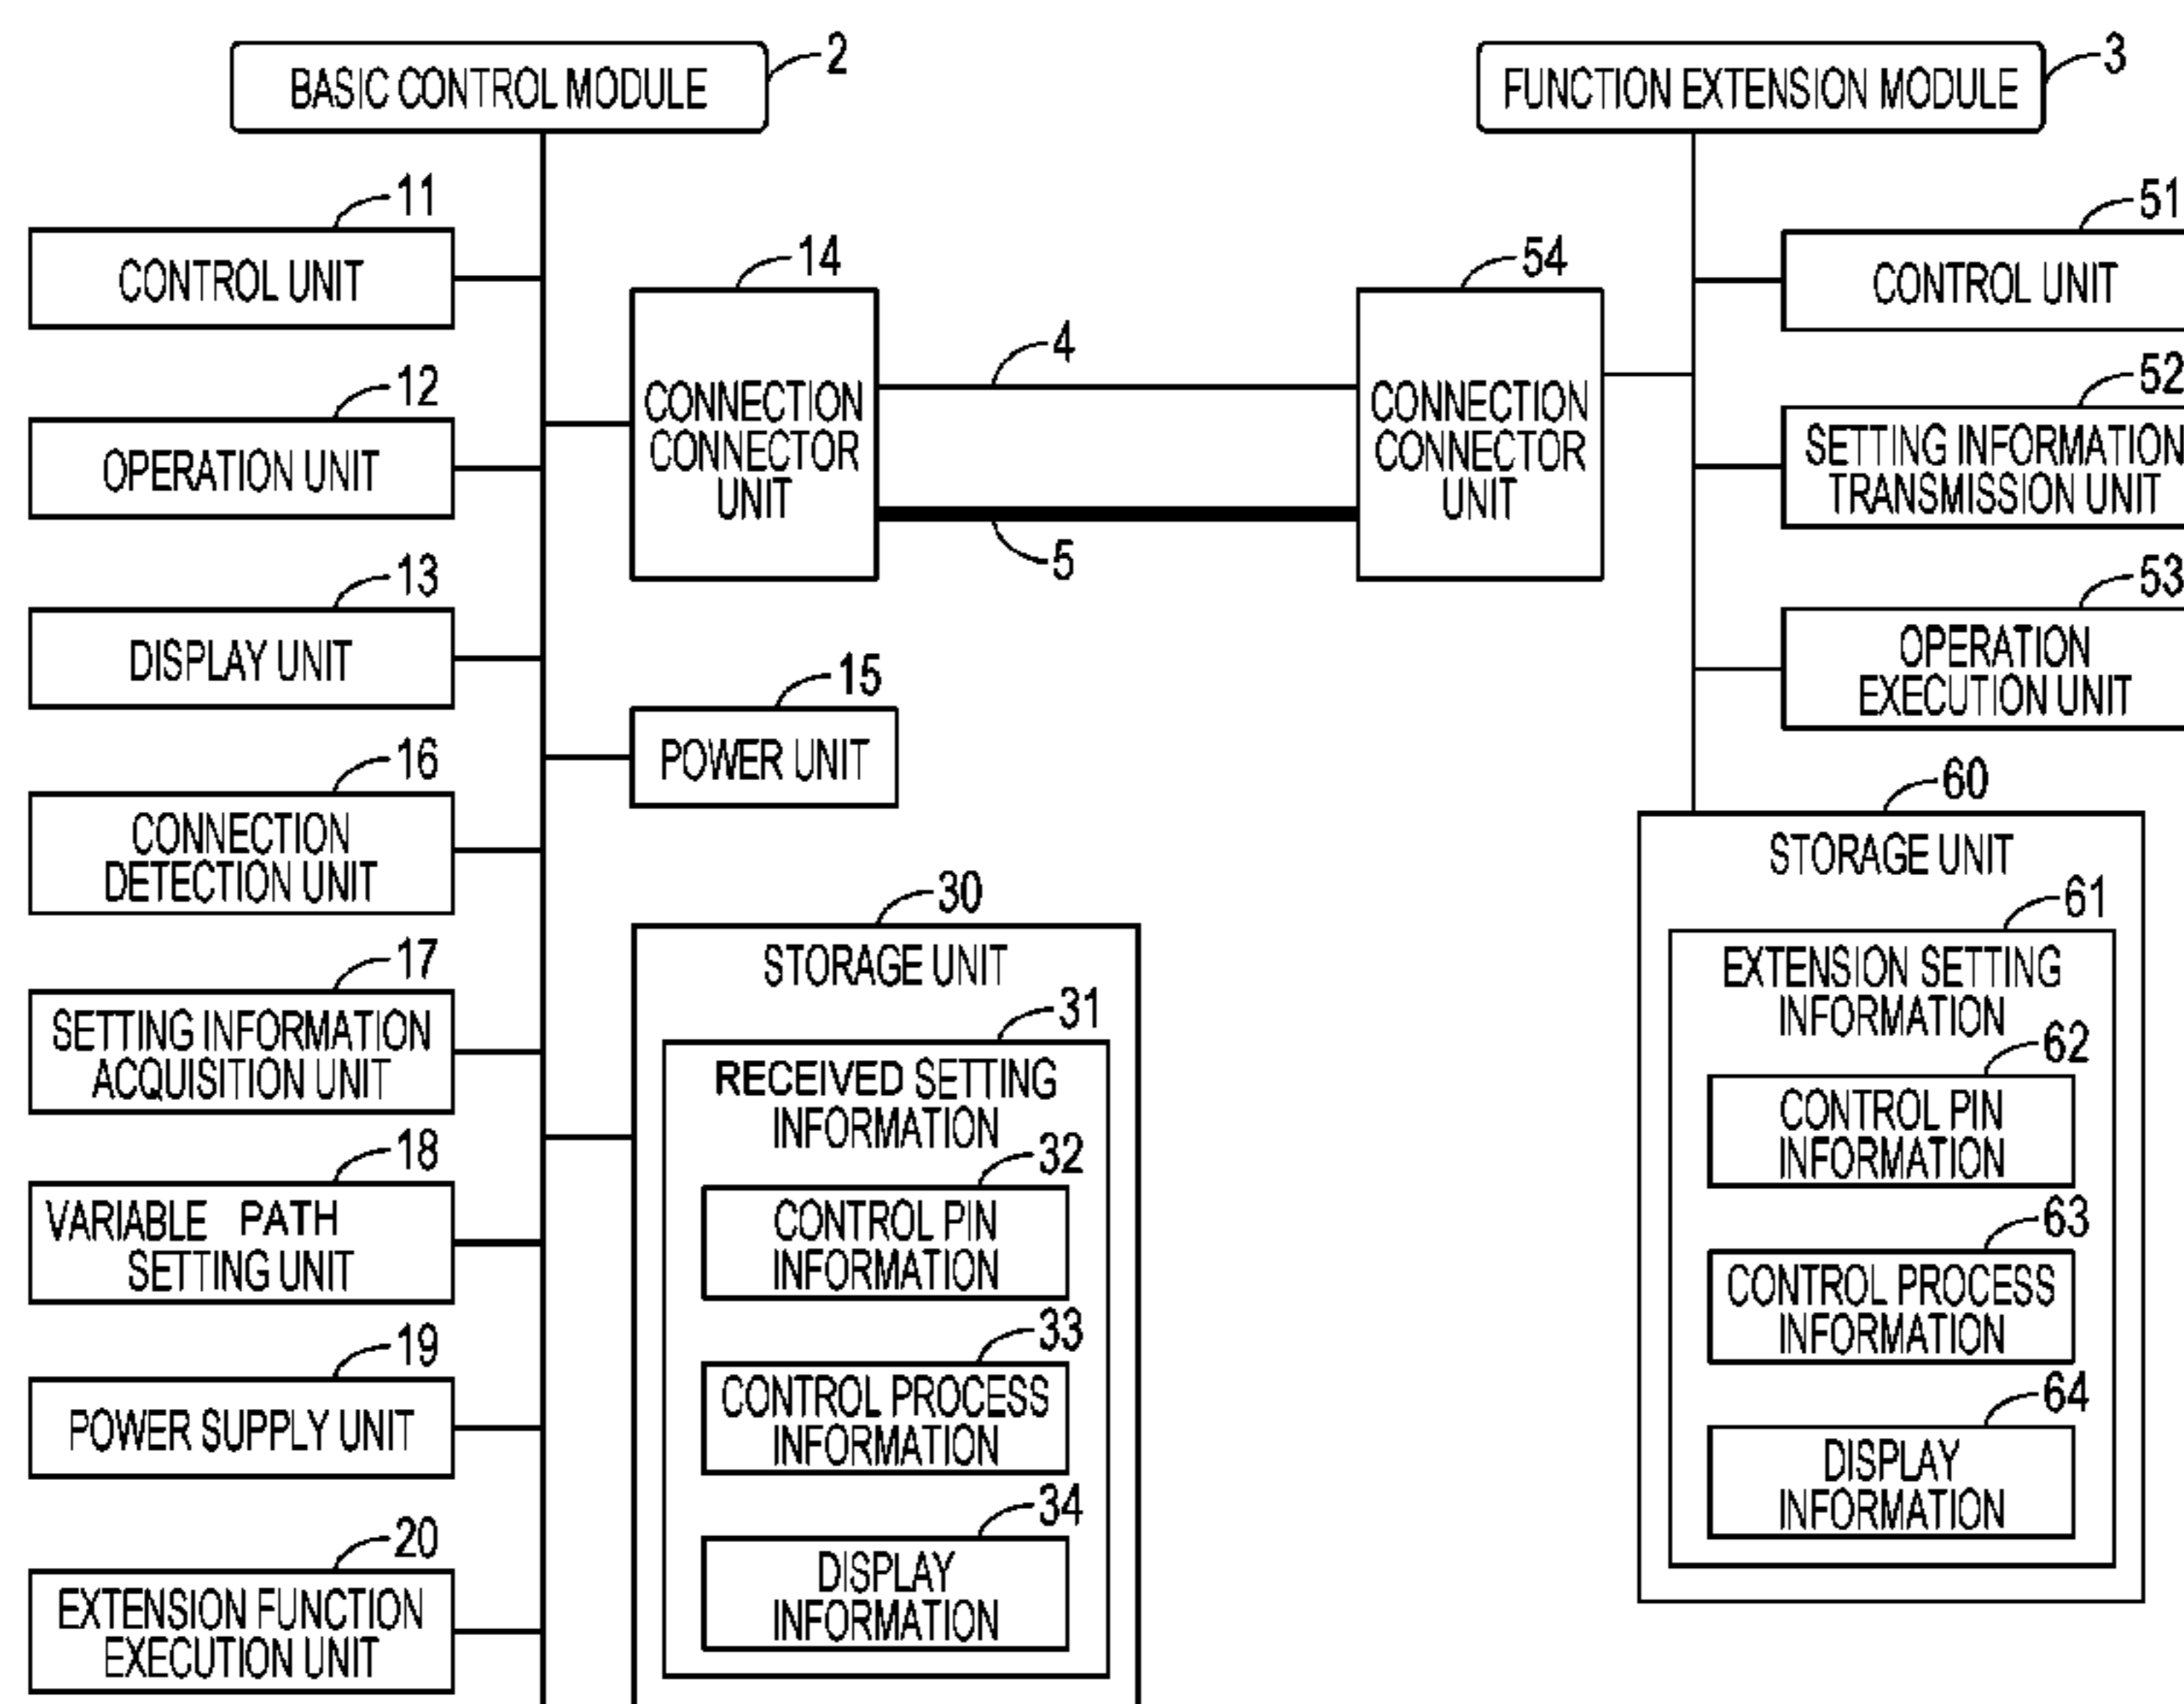 BASIC CONTROL MODULE
2
11
CONTROL UNIT
12
OPERATION UNIT
13
DISPLAY UNIT
16
CONNECTION
DETECTION UNIT
17
SETTING INFORMATION
ACQUISITION UNIT
18
VARIABLE PATH
SETTING UNIT
19
POWER SUPPLY UNIT
20
EXTENSION FUNCTION
EXECUTION UNIT
14
CONNECTION
CONNECTOR
UNIT
4
5
15
POWER UNIT
30
STORAGE UNIT
31
RECEIVED SETTING
INFORMATION
32
CONTROL PIN
INFORMATION
33
CONTROL PROCESS
INFORMATION
34
DISPLAY
INFORMATION
FUNCTION EXTENSION MODULE
3
54
CONNECTION
CONNECTOR
UNIT
51
CONTROL UNIT
52
SETTING INFORMATION
TRANSMISSION UNIT
53
OPERATION
EXECUTION UNIT
60
STORAGE UNIT
61
EXTENSION SETTING
INFORMATION
62
CONTROL PIN
INFORMATION
63
CONTROL PROCESS
INFORMATION
64
DISPLAY
INFORMATION